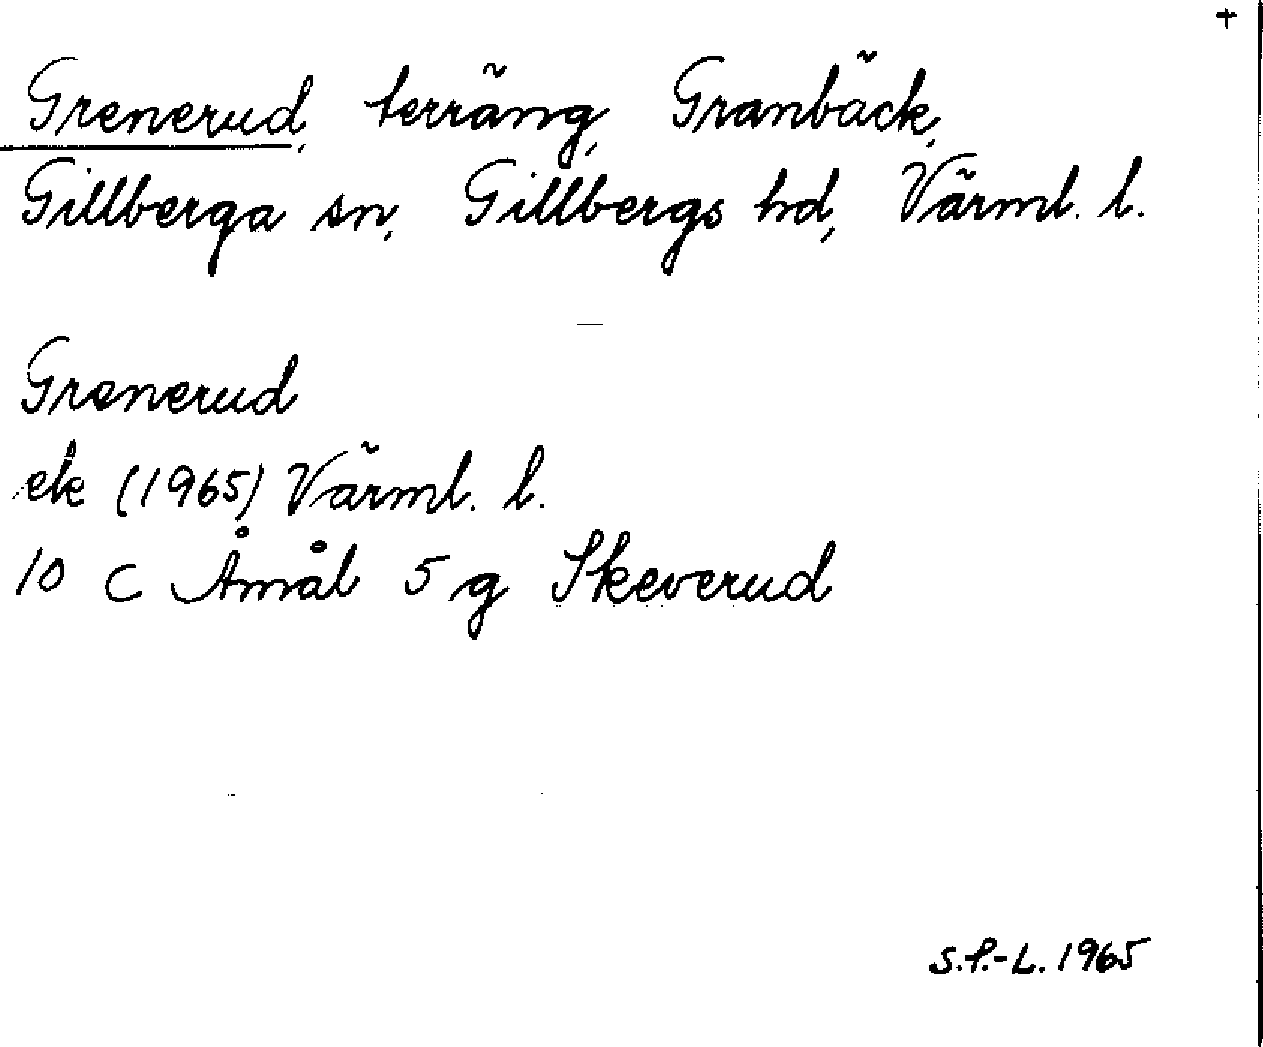 +
Grenerud, terräng, Granbäck,
Gillberga sn, Gillbergs hd, Värml. l.
Grenerud
ek (1965) Värml. l.
10 C Åmål 5 g Skeverud
S.P.-L. 1965